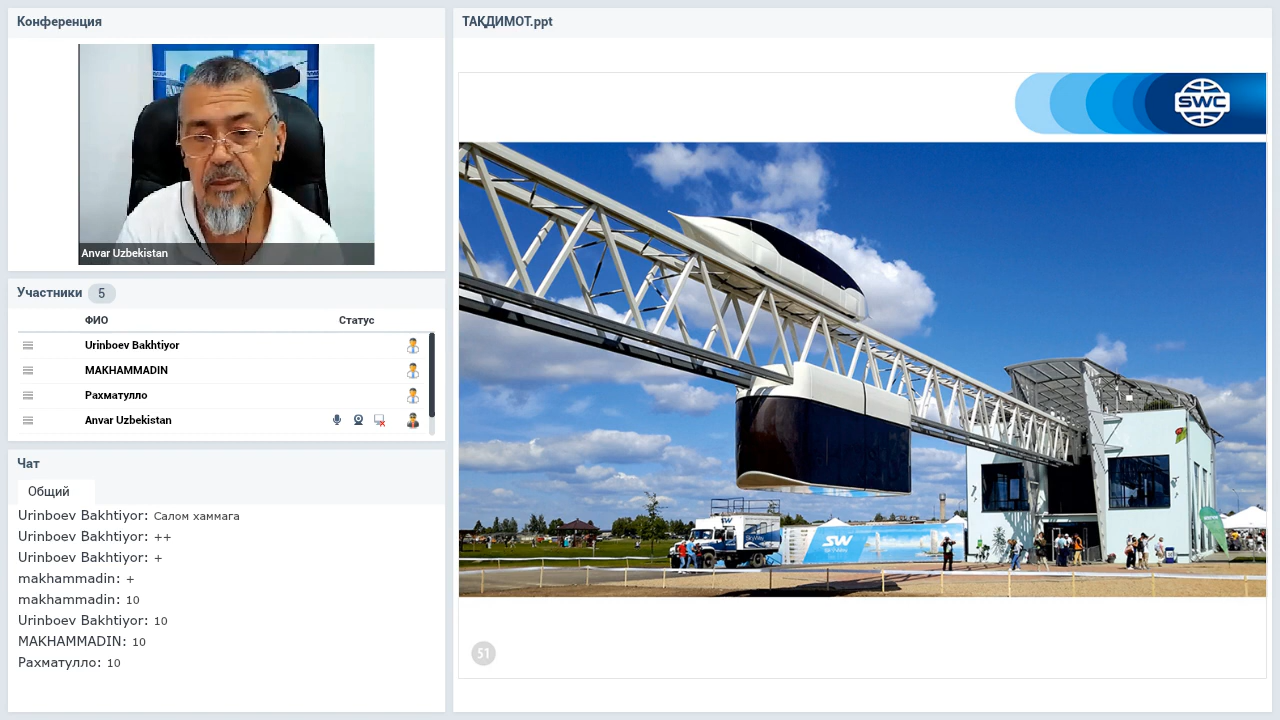 Конференция
Anvar Uzbekistan
Участники 5
ФИО Статус
Urinboev Bakhtiyor
MAKHAMMADIN
Рахматулло
Anvar Uzbekistan
Чат
Общий
Urinboev Bakhtiyor: Салом хаммага
Urinboev Bakhtiyor: ++
Urinboev Bakhtiyor: +
makhammadin: +
makhammadin: 10
Urinboev Bakhtiyor: 10
MAKHAMMADIN: 10
Рахматулло: 10
ТАҚДИМОТ.ppt
SWC
SW
SkyWay
SW
51